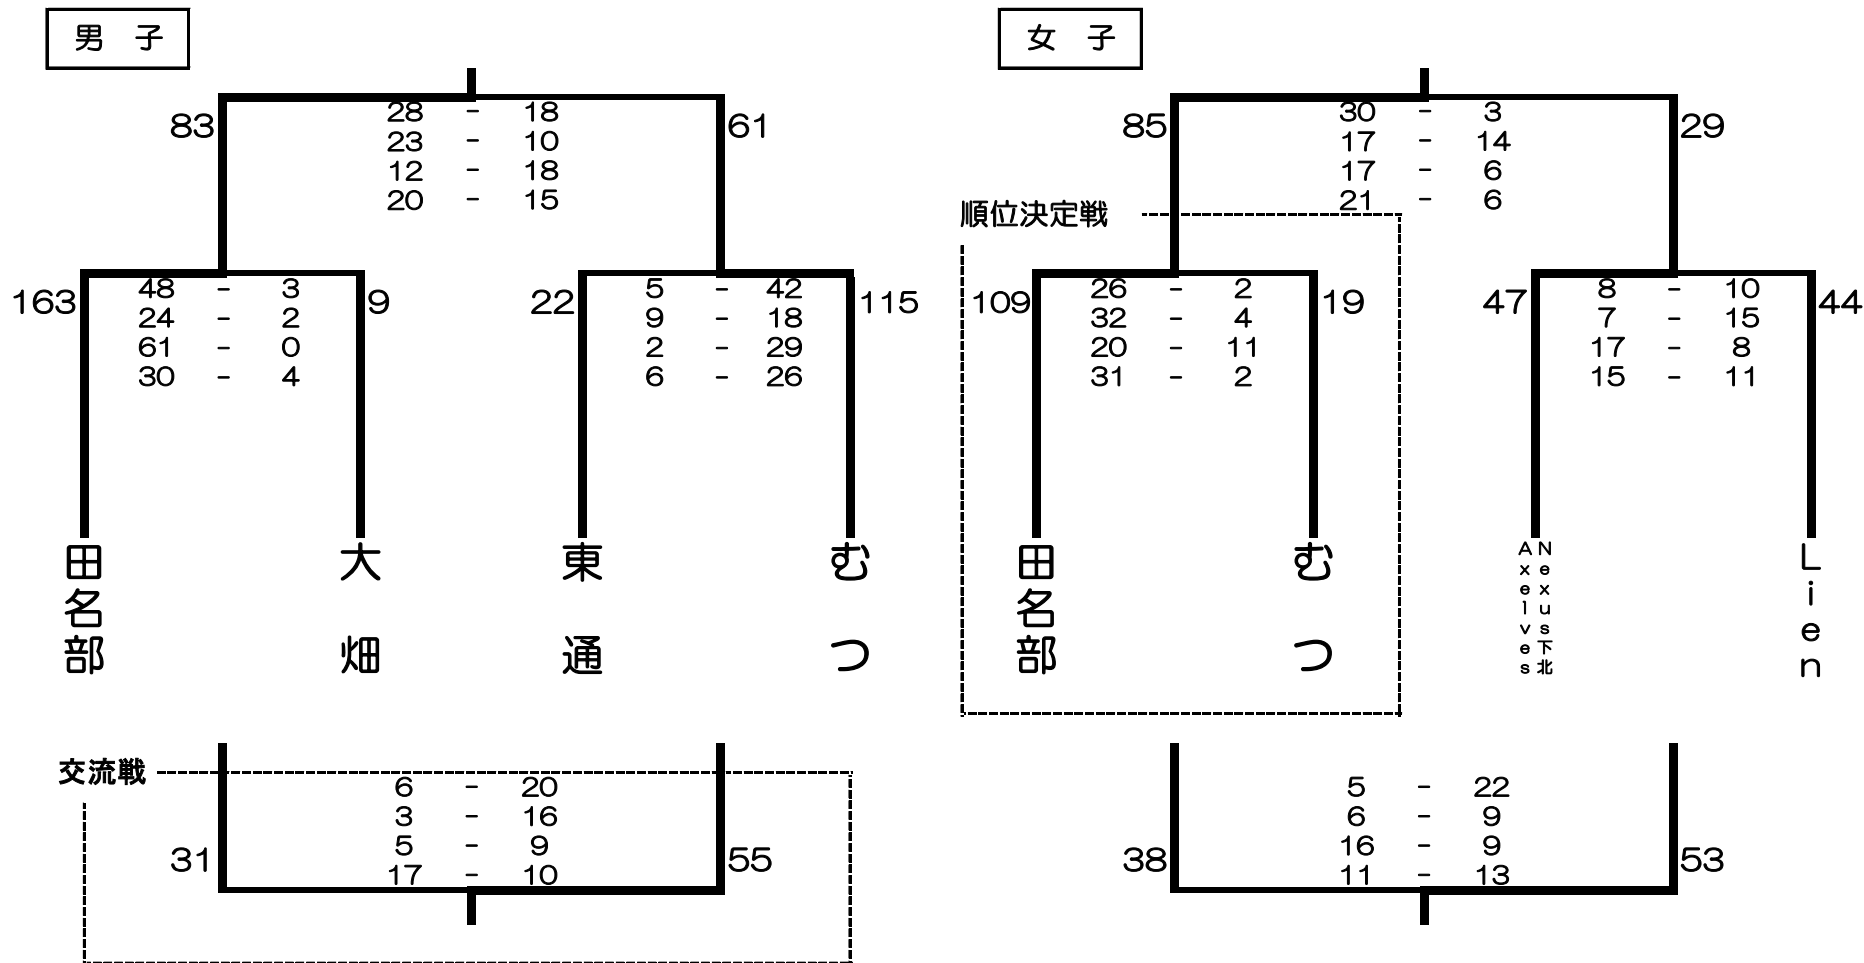 男 子
83
28 - 18
23 - 10
12 - 18
20 - 15
61
163
48 - 3
24 - 2
61 - 0
30 - 4
9
22
5 - 42
9 - 18
2 - 29
6 - 26
115
田名部
大畑
東通
むつ
交流戦
31
6 - 20
3 - 16
5 - 9
17 - 10
55
女 子
85
30 - 3
17 - 14
17 - 6
21 - 6
29
順位決定戦
109
26 - 2
32 - 4
20 - 11
31 - 2
19
47
8 - 10
7 - 15
17 - 8
15 - 11
44
田名部
むつ
Nexus下北
Axelves
Lien
38
5 - 22
6 - 9
16 - 9
11 - 13
53